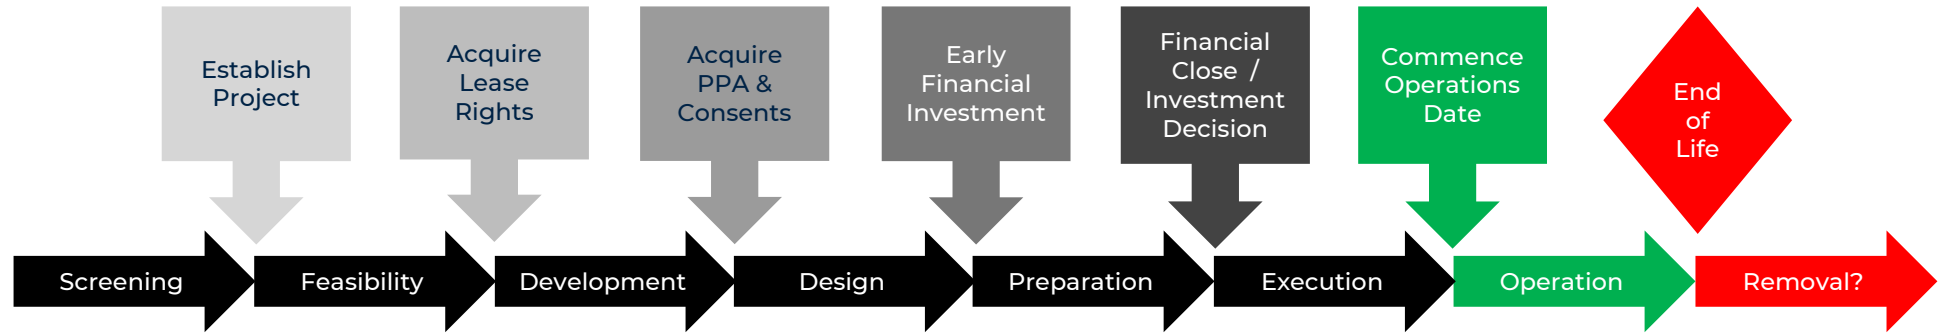 Establish
Project
Acquire
Lease
Rights
Acquire
PPA &
Consents
Early
Financial
Investment
Financial
Close /
Investment
Decision
Commence
Operations
Date
End
of
Life
Screening
Feasibility
Development
Design
Preparation
Execution
Operation
Removal?